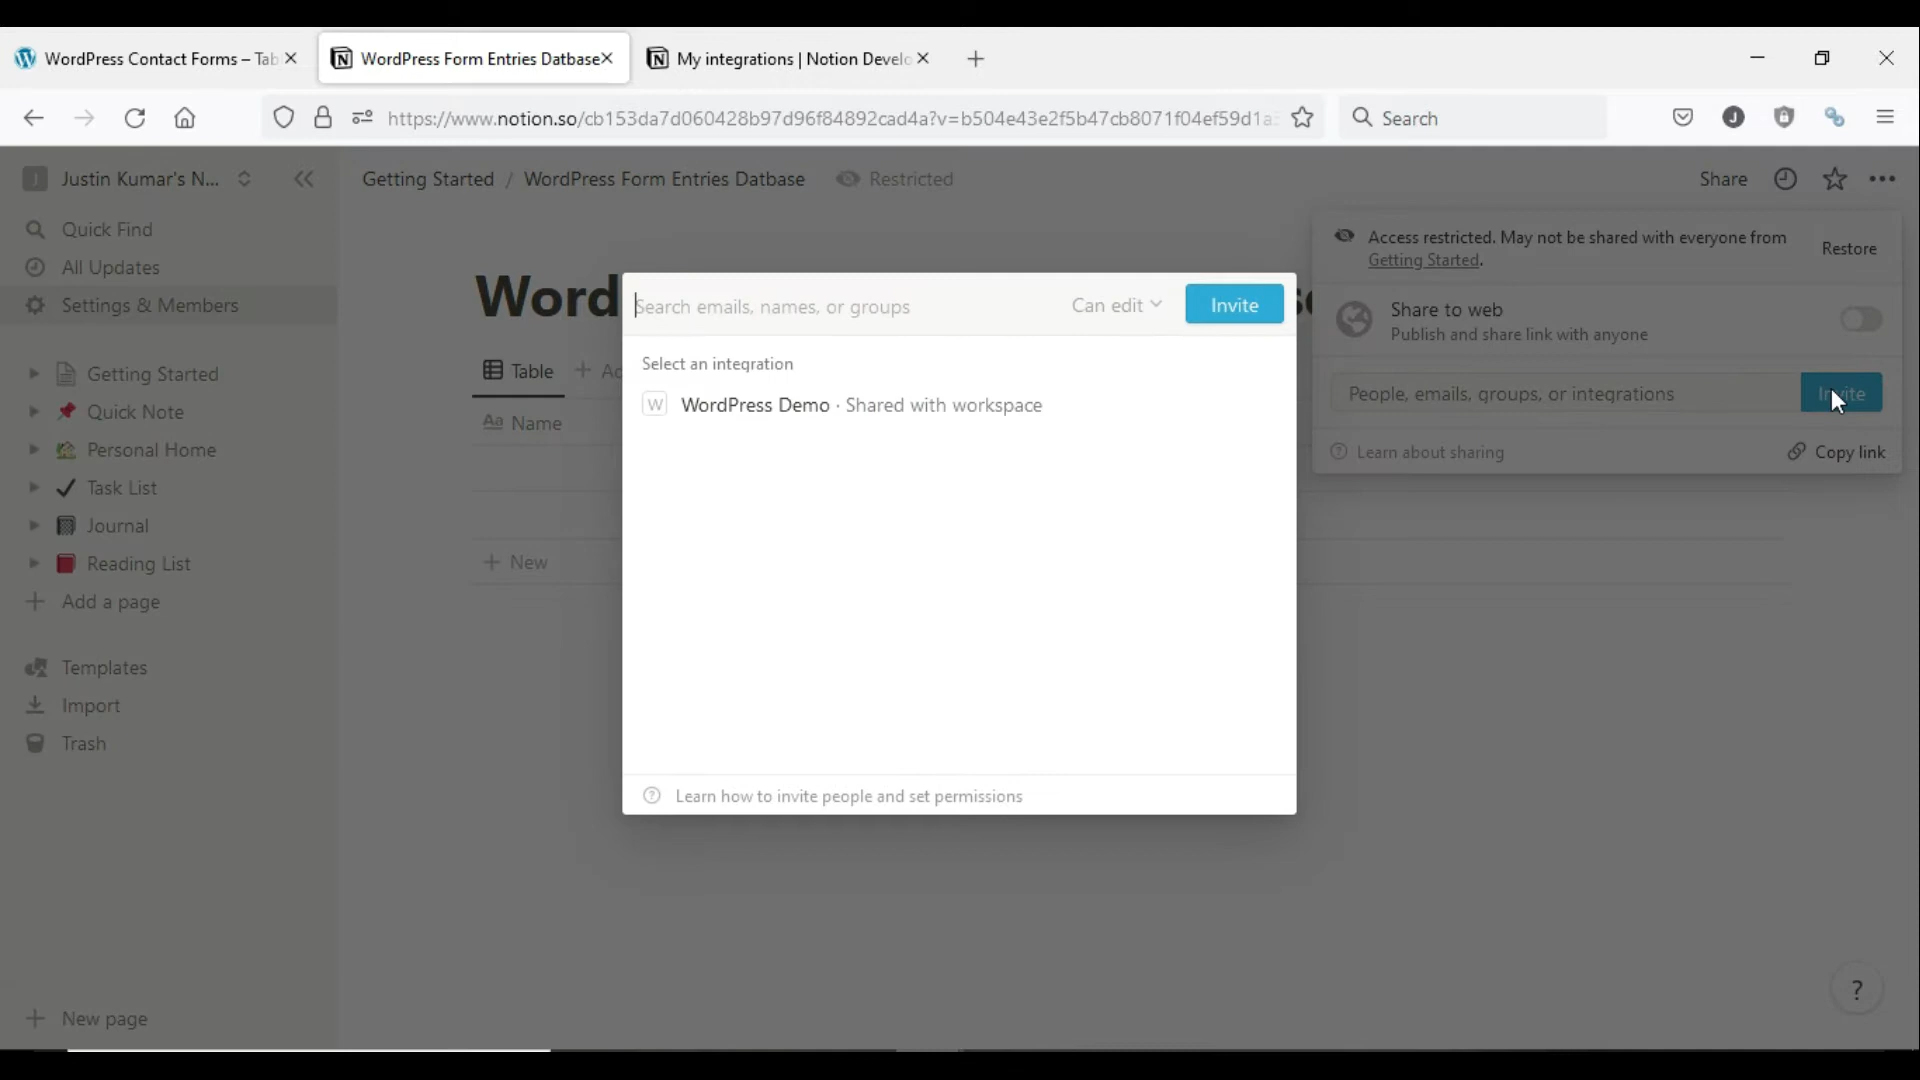 WordPress Contact Forms – Tab
WordPress Form Entries Datbase
My integrations | Notion Develo
https://www.notion.so/cb153da7d060428b97d96f84892cad4a?v=b504e43e2f5b47cb8071f04ef59d1a
Search
J
J Justin Kumar's N...
Getting Started / WordPress Form Entries Datbase Restricted
Share
Quick Find
All Updates
Settings & Members
Getting Started
Quick Note
Personal Home
Task List
Journal
Reading List
Add a page
Templates
Import
Trash
New page
Word
Table
Aa Name
New
Search emails, names, or groups
Can edit
Invite
Select an integration
W WordPress Demo · Shared with workspace
Learn how to invite people and set permissions
Access restricted. May not be shared with everyone from
Getting Started.
Restore
Share to web
Publish and share link with anyone
People, emails, groups, or integrations
Invite
Learn about sharing
Copy link
?